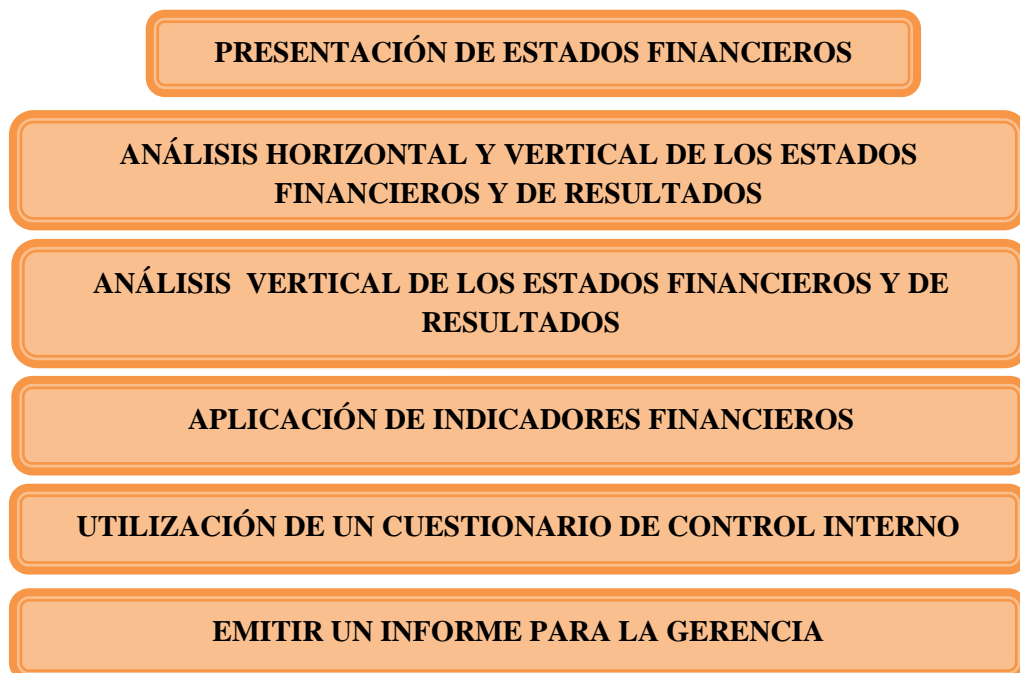 PRESENTACIÓN DE ESTADOS FINANCIEROS
ANÁLISIS HORIZONTAL Y VERTICAL DE LOS ESTADOS
FINANCIEROS Y DE RESULTADOS
ANÁLISIS  VERTICAL DE LOS ESTADOS FINANCIEROS Y DE
RESULTADOS
APLICACIÓN DE INDICADORES FINANCIEROS
UTILIZACIÓN DE UN CUESTIONARIO DE CONTROL INTERNO
EMITIR UN INFORME PARA LA GERENCIA